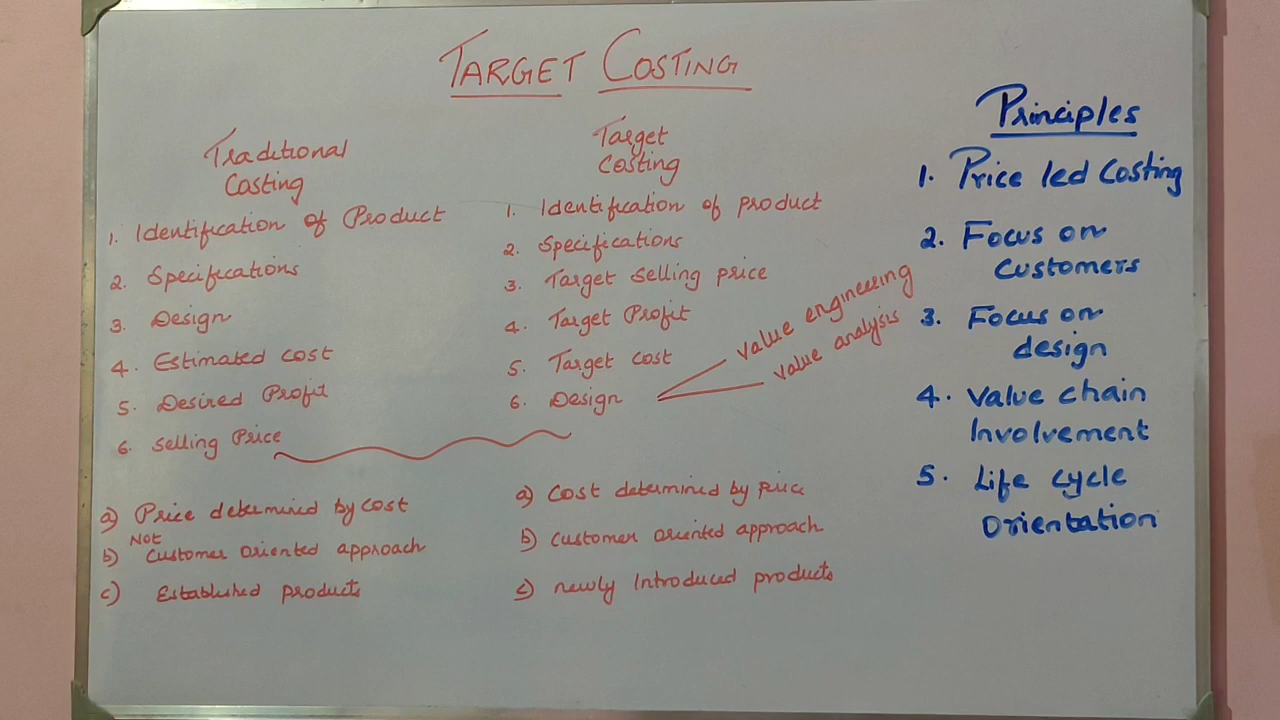 TARGET COSTING
Traditional
Costing
1. Identification of Product
2. Specifications
3. Design
4. Estimated cost
5. Desired Profit
6. Selling Price
a) Price determined by cost
NOT
b) Customer oriented approach
c) Established products
Target
Costing
1. Identification of product
2. Specifications
3. Target selling price
4. Target Profit
5. Target cost
6. Design
value engineering
value analysis
a) Cost determined by price
b) customer oriented approach
c) newly Introduced products
Principles
1. Price led Costing
2. Focus on
Customers
3. Focus on
design
4. Value chain
Involvement
5. Life cycle
Orientation